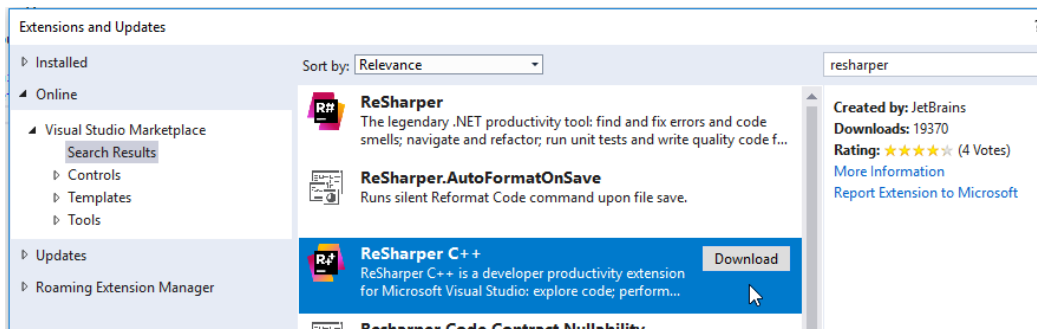 Extensions and Updates
?
Installed
Online
Visual Studio Marketplace
Search Results
Controls
Templates
Tools
Updates
Roaming Extension Manager
Sort by: Relevance
ReSharper
The legendary .NET productivity tool: find and fix errors and code
smells; navigate and refactor; run unit tests and write quality code f...
ReSharper.AutoFormatOnSave
Runs silent Reformat Code command upon file save.
ReSharper C++
ReSharper C++ is a developer productivity extension
for Microsoft Visual Studio: explore code; perform...
Download
Resharper Code Contract Nullability
resharper
Created by: JetBrains
Downloads: 19370
Rating: (4 Votes)
More Information
Report Extension to Microsoft